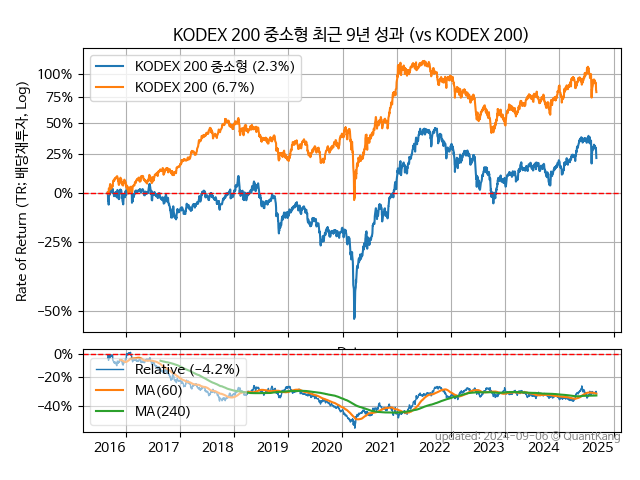 KODEX 200 중소형 최근 9년 성과 (vs KODEX 200)
Rate of Return (TR: 배당재투자, Log)
KODEX 200 중소형 (2.3%)
KODEX 200 (6.7%)
100%
75%
50%
25%
0%
−25%
−50%
0%
−20%
−40%
Relative (−4.2%)
MA(60)
MA(240)
updated: 2024-09-06 © QuantKang
2016 2017 2018 2019 2020 2021 2022 2023 2024 2025